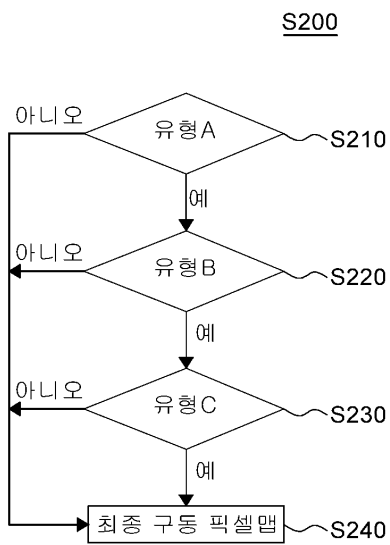 S200
유형A
아니오
S210
예
유형B
아니오
S220
예
유형C
아니오
S230
예
최종 구동 픽셀맵
S240